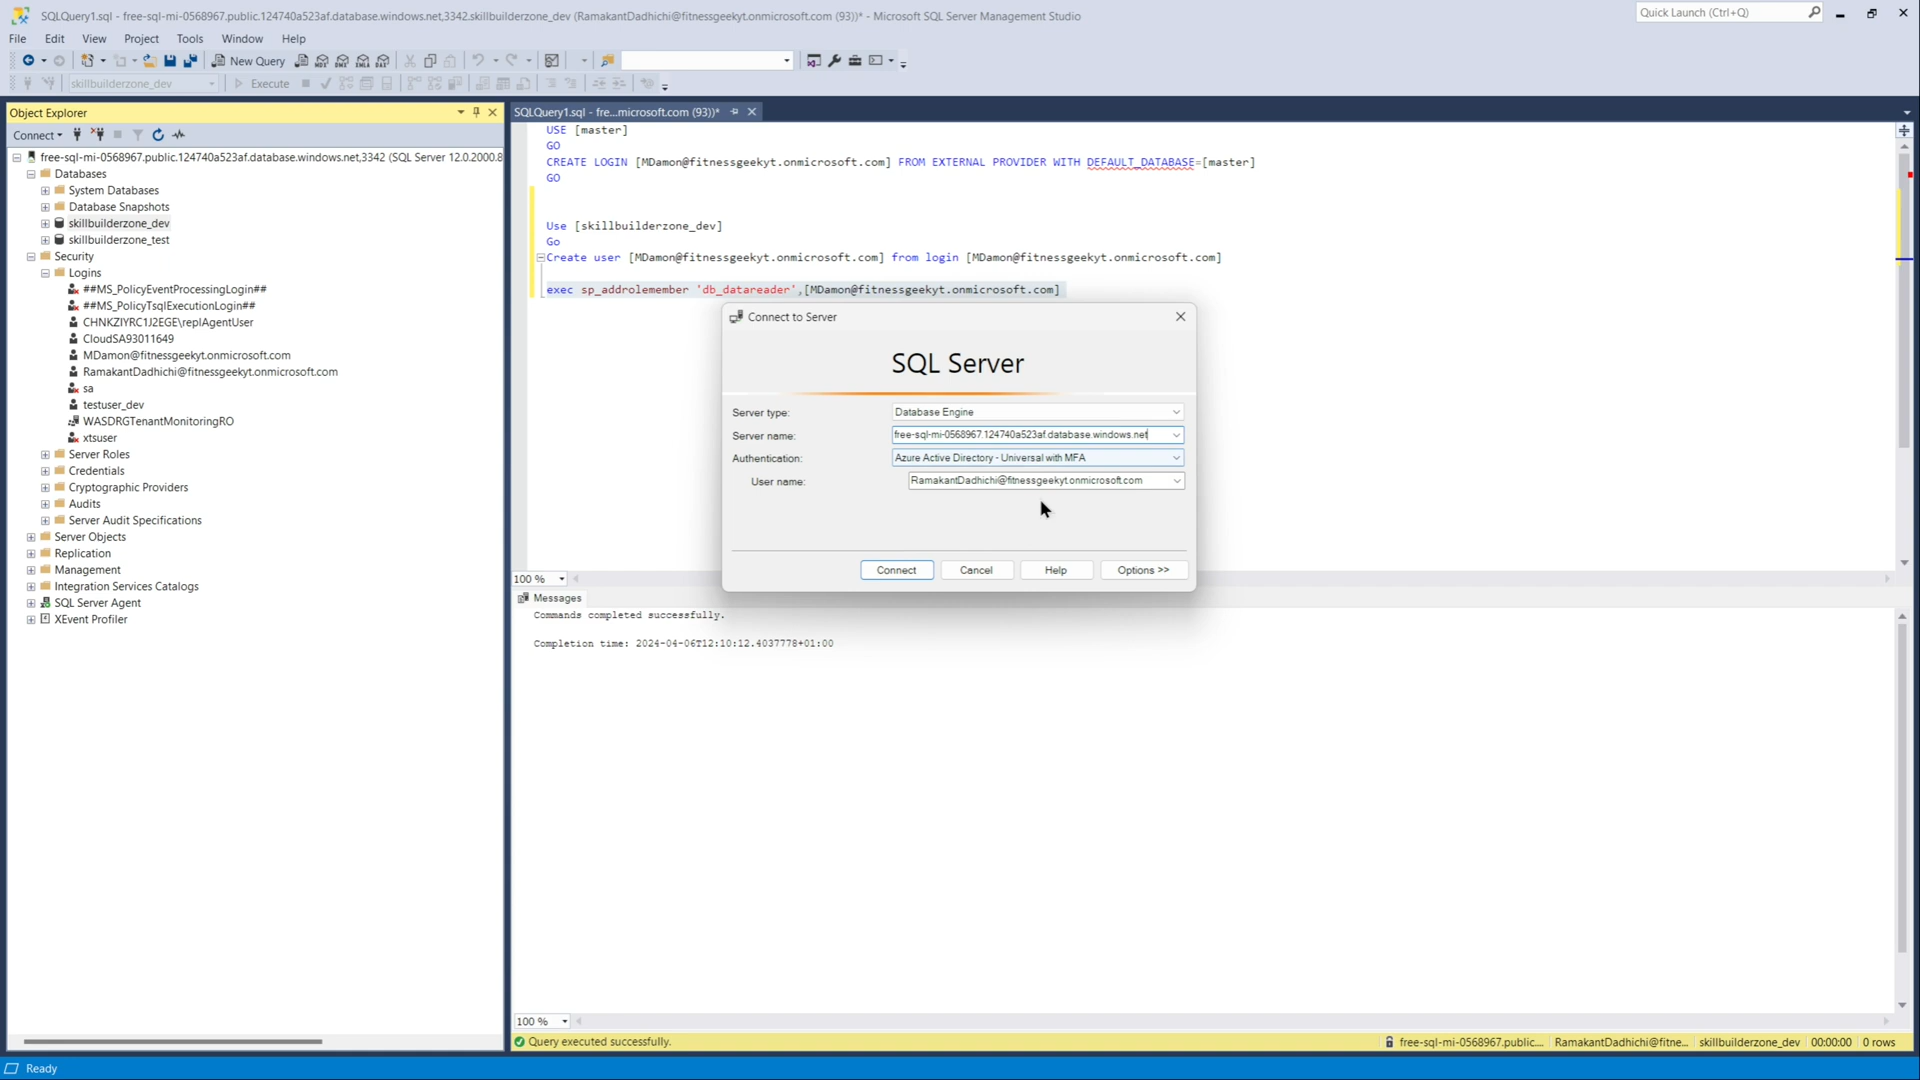 SQLQuery1.sql - free-sql-mi-0568967.public.124740a523af.database.windows.net,3342.skillbuilderzone_dev (RamakantDadhichi@fitnessgeekyt.onmicrosoft.com (93))* - Microsoft SQL Server Management Studio
Quick Launch (Ctrl+Q)
File Edit View Project Tools Window Help
New Query
skillbuilderzone_dev Execute
Object Explorer
SQLQuery1.sql - fre...microsoft.com (93))*
Connect
free-sql-mi-0568967.public.124740a523af.database.windows.net,3342 (SQL Server 12.0.2000.8
Databases
System Databases
Database Snapshots
skillbuilderzone_dev
skillbuilderzone_test
Security
Logins
##MS_PolicyEventProcessingLogin##
##MS_PolicyTsqlExecutionLogin##
CHNKZIYRC1J2EGE\replAgentUser
CloudSA93011649
MDamon@fitnessgeekyt.onmicrosoft.com
RamakantDadhichi@fitnessgeekyt.onmicrosoft.com
sa
testuser_dev
WASDRGTenantMonitoringRO
xtsuser
Server Roles
Credentials
Cryptographic Providers
Audits
Server Audit Specifications
Server Objects
Replication
Management
Integration Services Catalogs
SQL Server Agent
XEvent Profiler
USE [master]
GO
CREATE LOGIN [MDamon@fitnessgeekyt.onmicrosoft.com] FROM EXTERNAL PROVIDER WITH DEFAULT_DATABASE=[master]
GO
Use [skillbuilderzone_dev]
Go
Create user [MDamon@fitnessgeekyt.onmicrosoft.com] from login [MDamon@fitnessgeekyt.onmicrosoft.com]
exec sp_addrolemember 'db_datareader',[MDamon@fitnessgeekyt.onmicrosoft.com]
Connect to Server
SQL Server
Server type: Database Engine
Server name: free-sql-mi-0568967.124740a523af.database.windows.net
Authentication: Azure Active Directory - Universal with MFA
User name: RamakantDadhichi@fitnessgeekyt.onmicrosoft.com
Connect Cancel Help Options >>
100 %
Messages
Commands completed successfully.
Completion time: 2024-04-06T12:10:12.4037778+01:00
100 %
Query executed successfully.
free-sql-mi-0568967.public.... RamakantDadhichi@fitne... skillbuilderzone_dev 00:00:00 0 rows
Ready